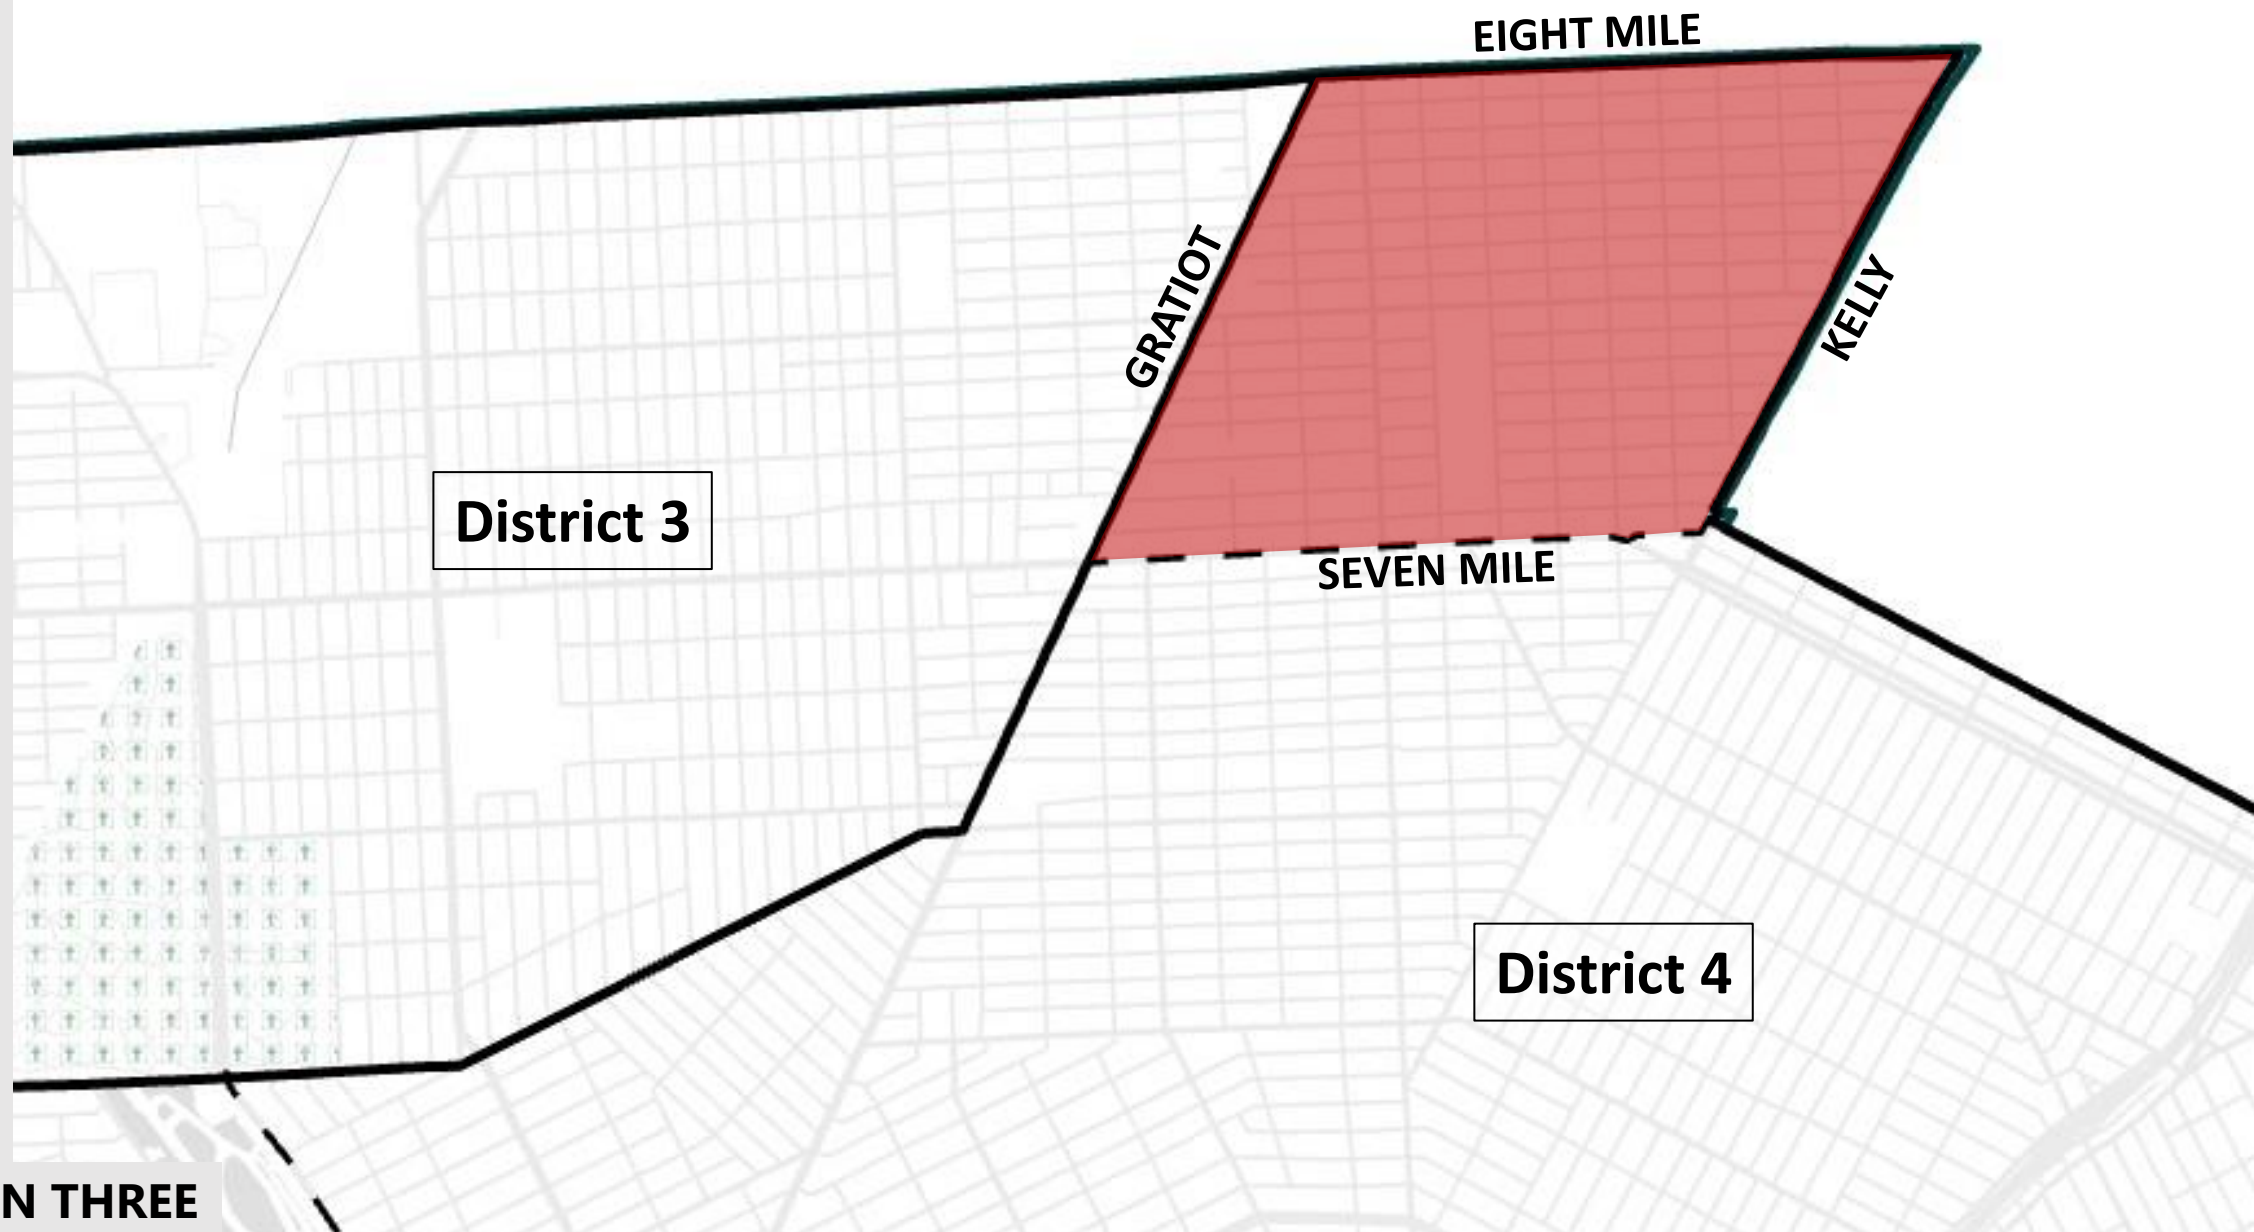 EIGHT MILE
GRATIOT
KELLY
District 3
SEVEN MILE
District 4
N THREE